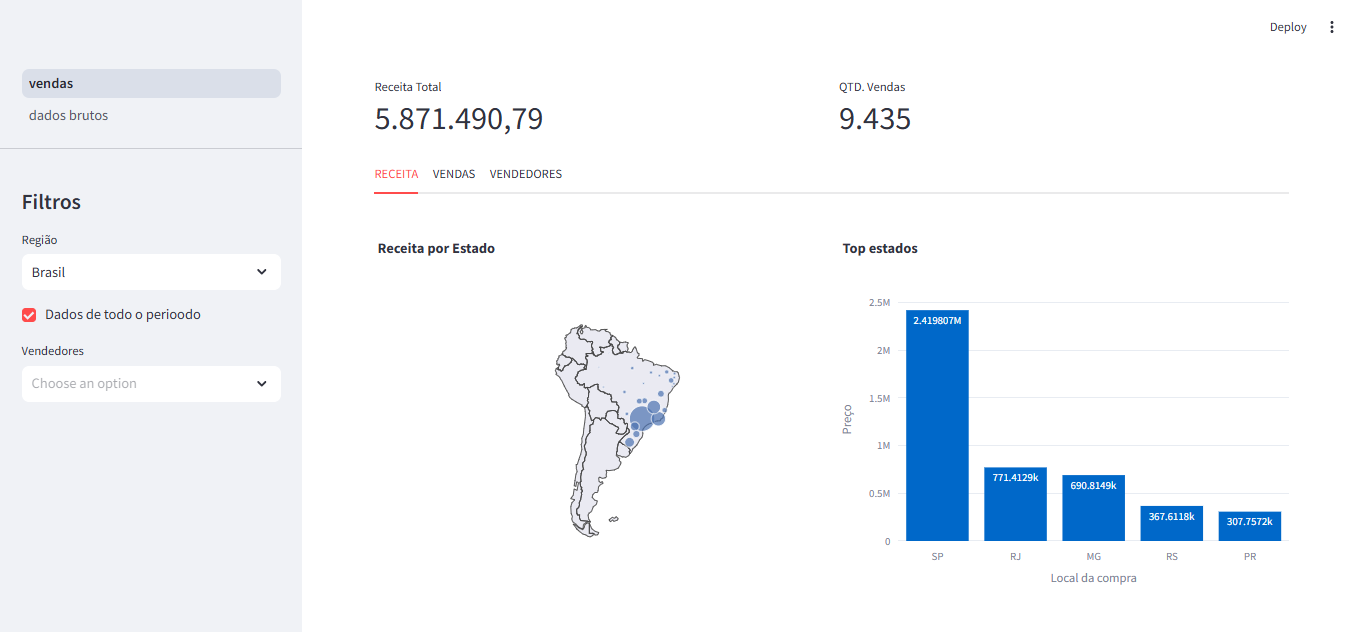 Deploy
vendas
dados brutos
Filtros
Região
Brasil
Dados de todo o perioodo
Vendedores
Choose an option
Receita Total
5.871.490,79
QTD. Vendas
9.435
RECEITA VENDAS VENDEDORES
Receita por Estado
Top estados
2.5M
2M
1.5M
1M
0.5M
0
Preço
2.419807M
771.4129k
690.8149k
367.6118k
307.7572k
SP RJ MG RS PR
Local da compra